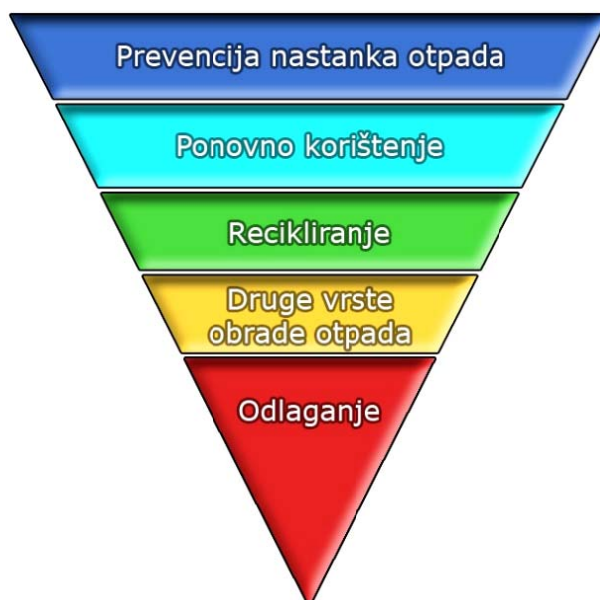 Prevencija nastanka otpada
Ponovno korištenje
Recikliranje
Druge vrste
obrade otpada
Odlaganje